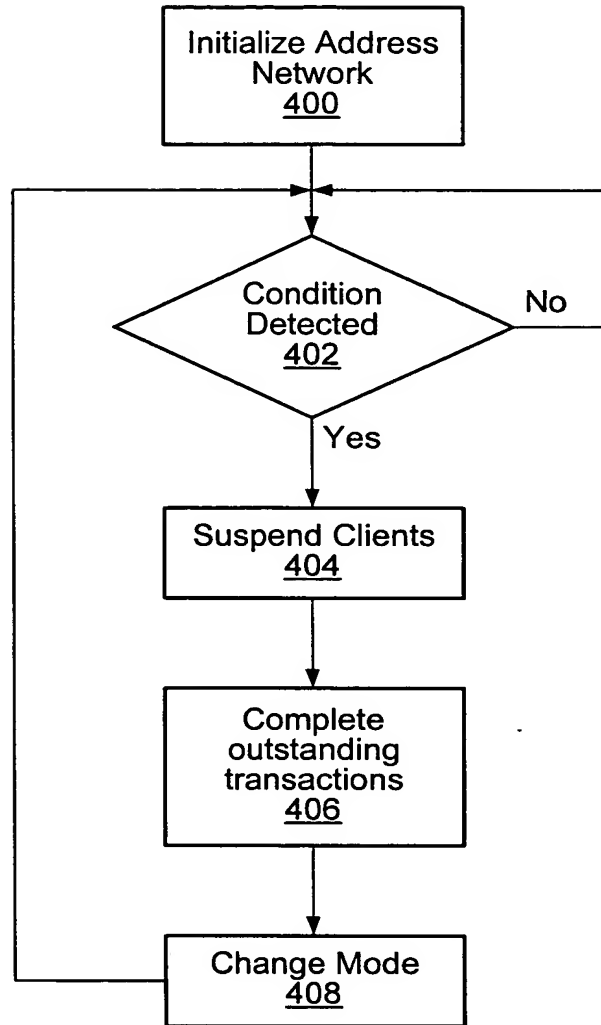 Initialize Address
Network
400
Condition
Detected
402
No
Yes
Suspend Clients
404
Complete
outstanding
transactions
406
Change Mode
408